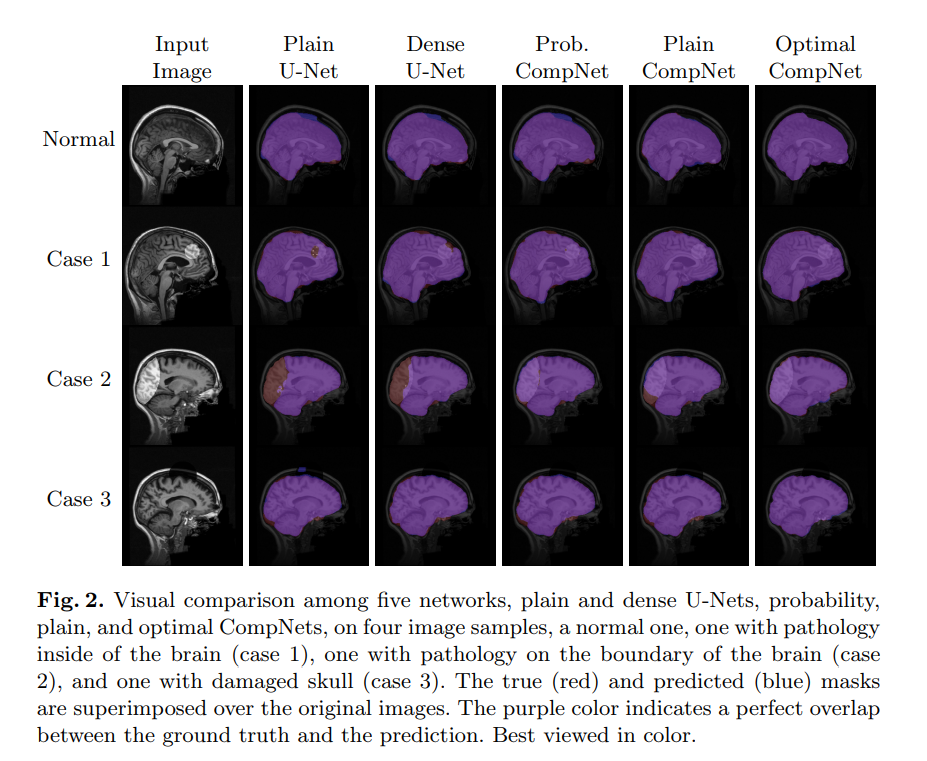 Input Plain Dense Prob. Plain Optimal
Image U-Net U-Net CompNet CompNet CompNet
Normal
Case 1
Case 2
Case 3
Fig. 2. Visual comparison among five networks, plain and dense U-Nets, probability,
plain, and optimal CompNets, on four image samples, a normal one, one with pathology
inside of the brain (case 1), one with pathology on the boundary of the brain (case
2), and one with damaged skull (case 3). The true (red) and predicted (blue) masks
are superimposed over the original images. The purple color indicates a perfect overlap
between the ground truth and the prediction. Best viewed in color.